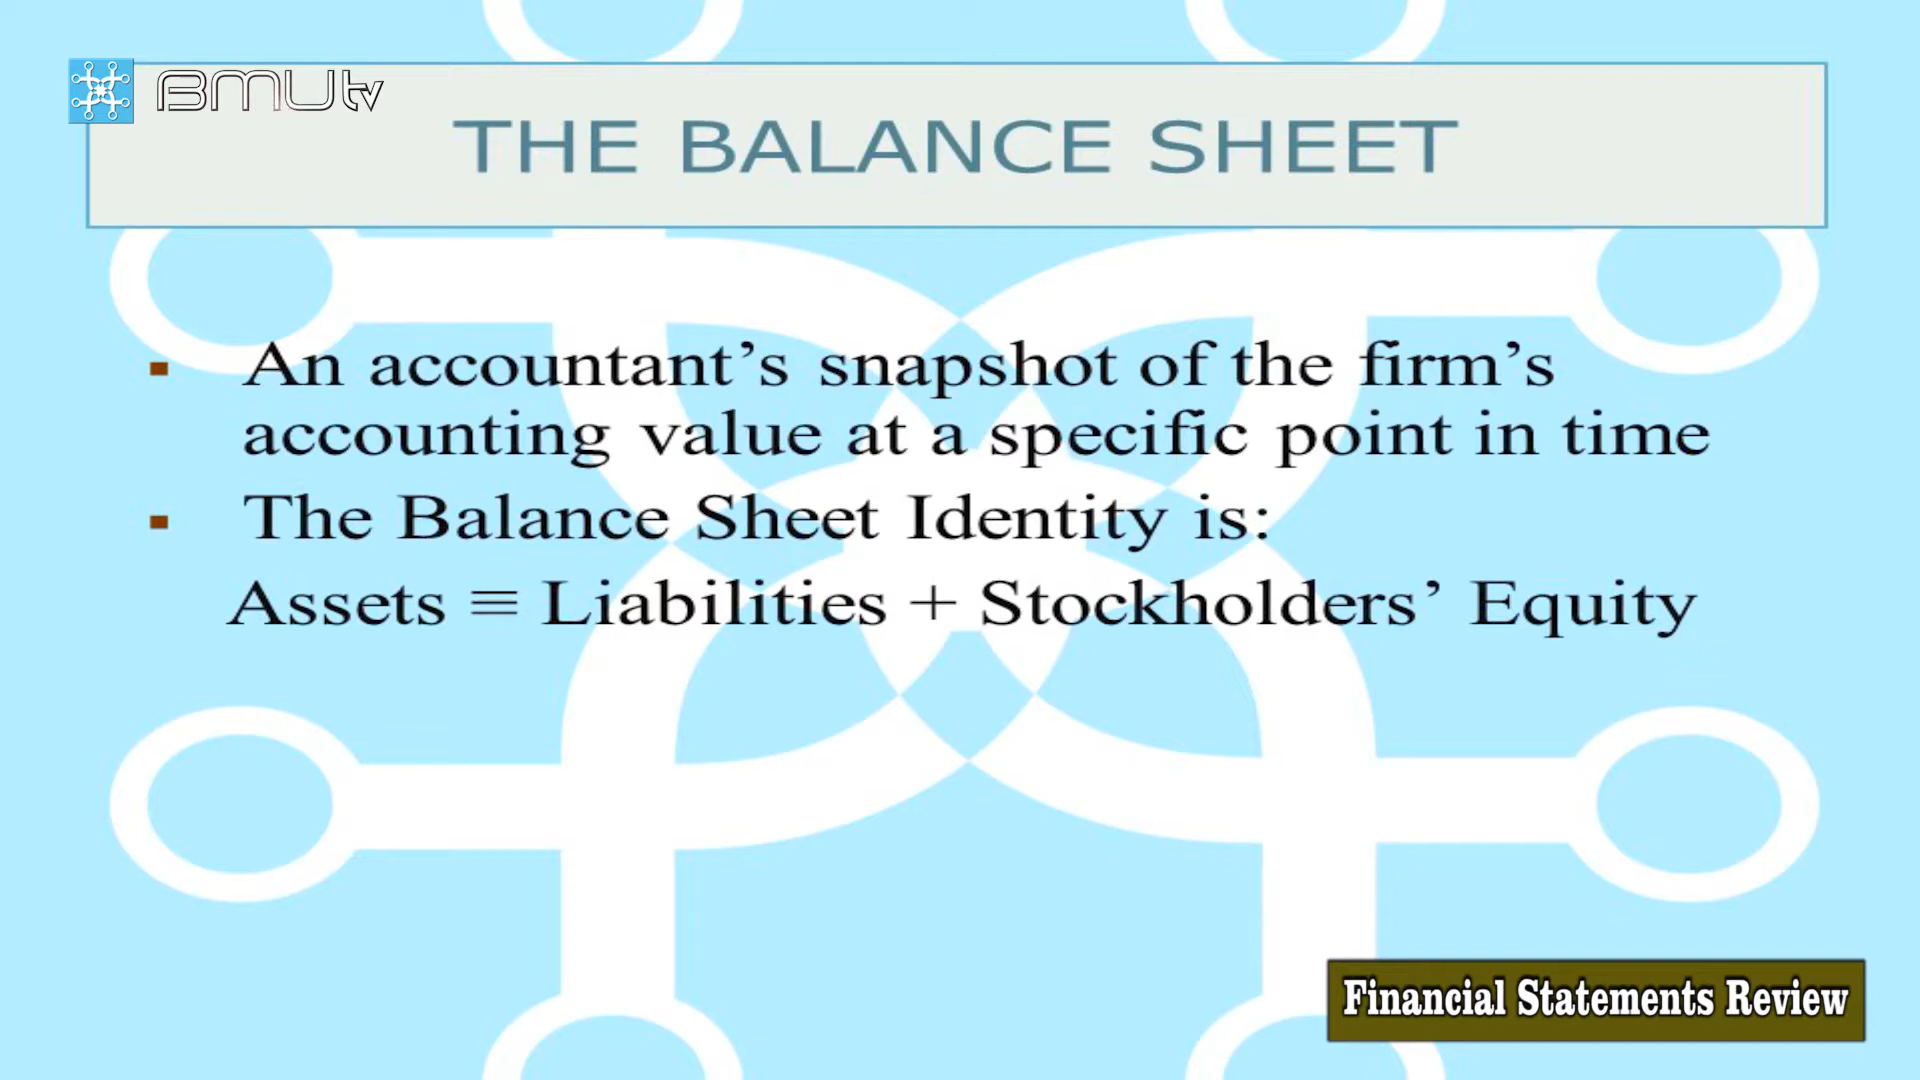 BMUtv
THE BALANCE SHEET
▪ An accountant’s snapshot of the firm’s
accounting value at a specific point in time
▪ The Balance Sheet Identity is:
Assets ≡ Liabilities + Stockholders’ Equity
Financial Statements Review